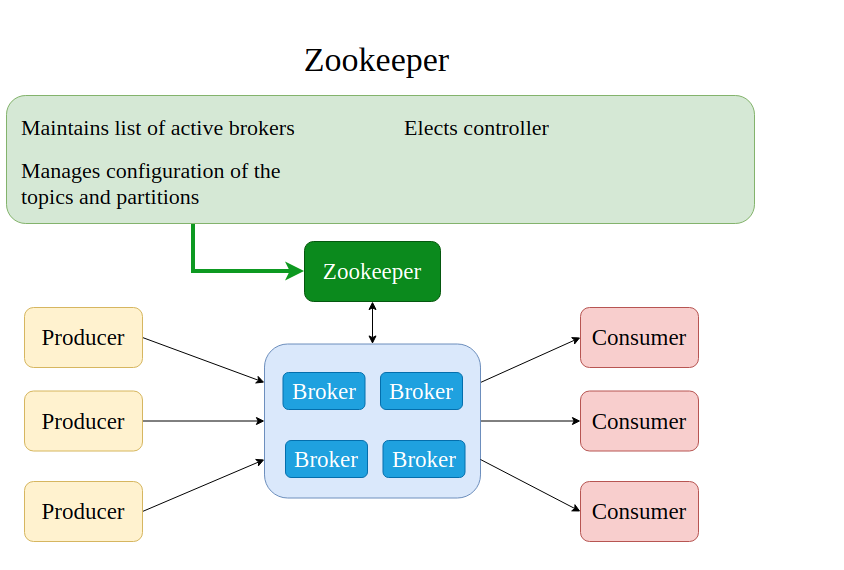 Zookeeper
Maintains list of active brokers
Elects controller
Manages configuration of the
topics and partitions
Zookeeper
Producer
Consumer
Broker
Broker
Producer
Consumer
Broker
Broker
Producer
Consumer